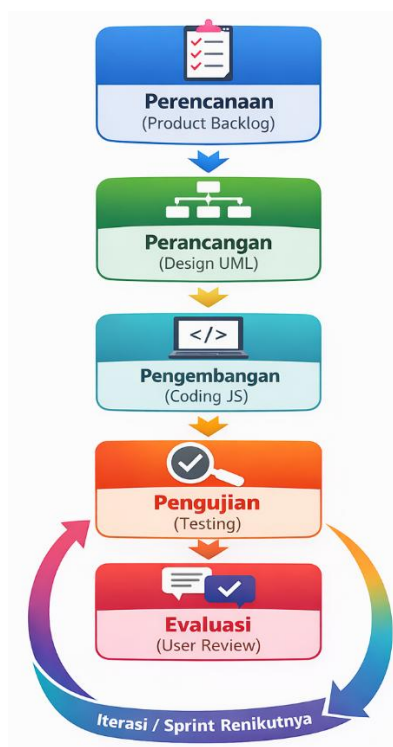 Perencanaan
(Product Backlog)
Perancangan
(Design UML)
</>
Pengembangan
(Coding JS)
Pengujian
(Testing)
Evaluasi
(User Review)
Iterasi / Sprint Renikutnya